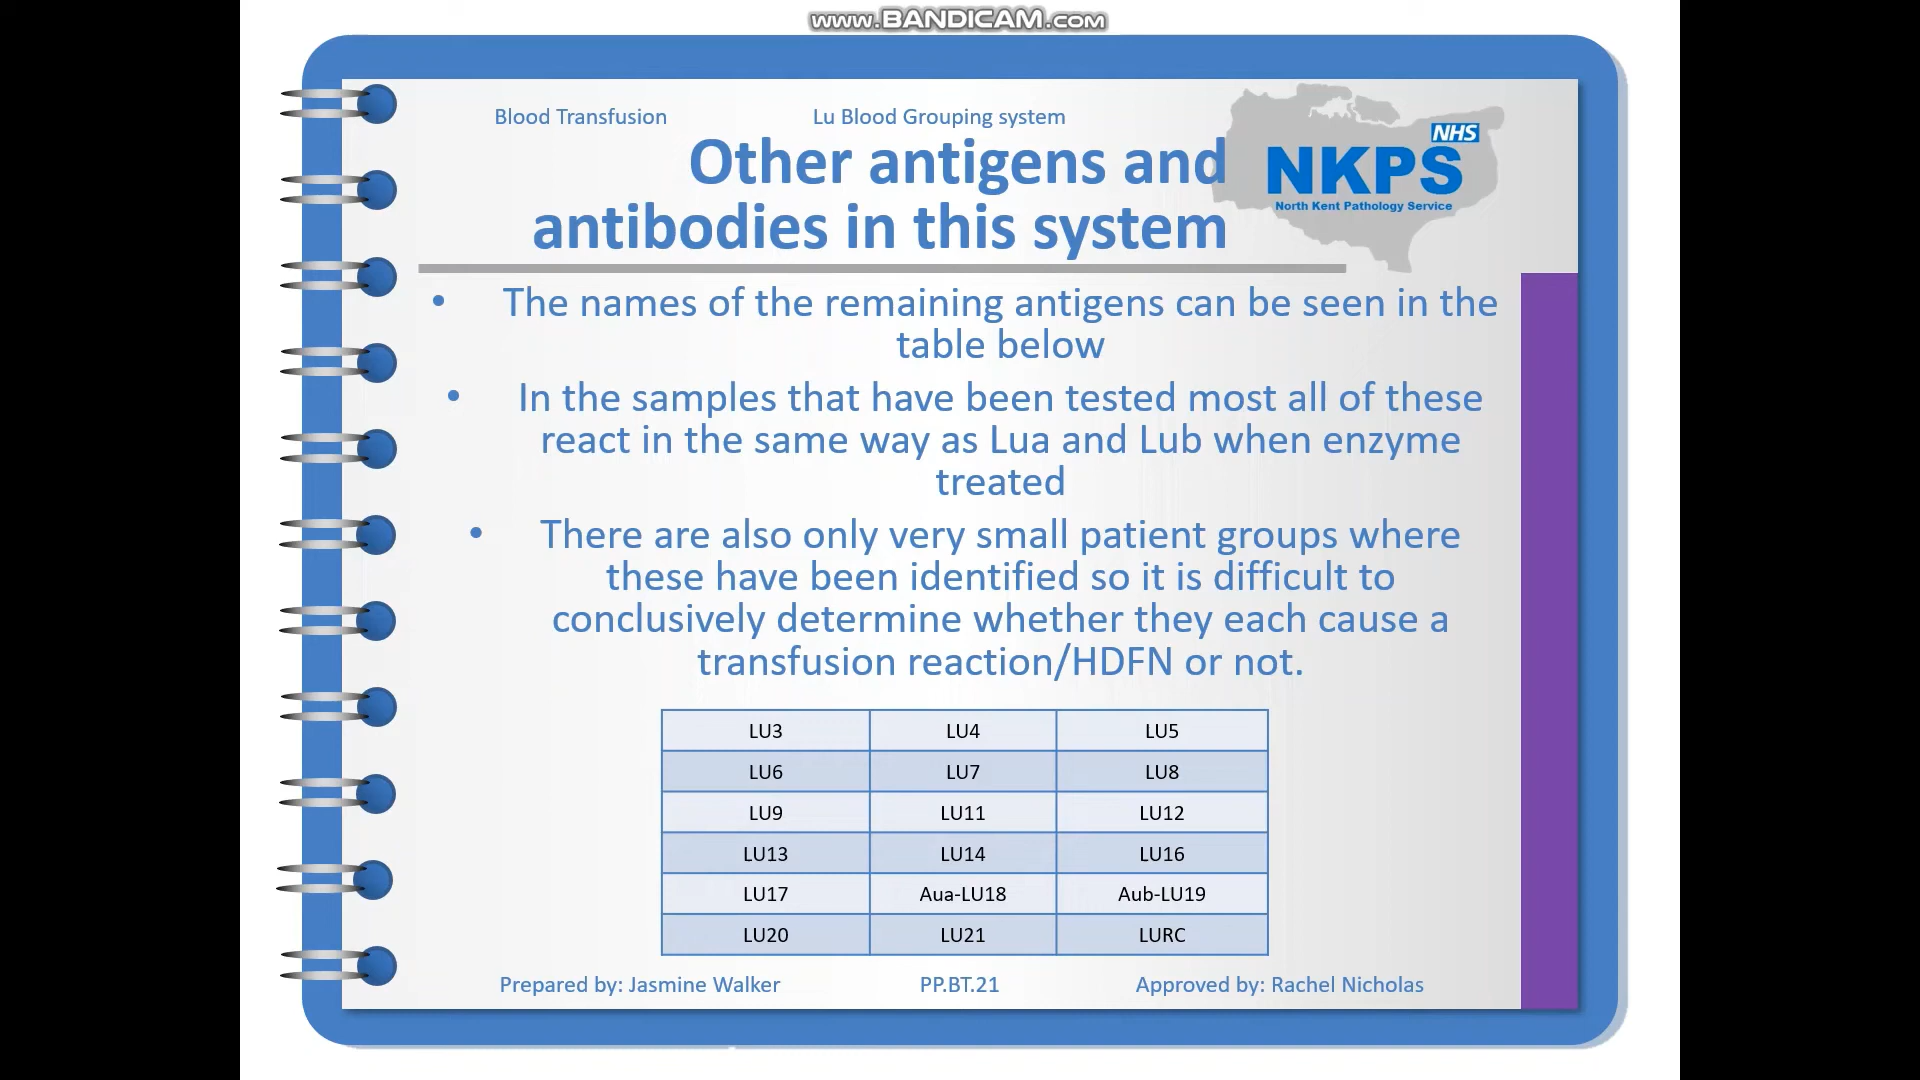 www.BANDICAM.com
Blood Transfusion
Lu Blood Grouping system
Other antigens and
antibodies in this system
NHS
NKPS
North Kent Pathology Service
• The names of the remaining antigens can be seen in the
table below
• In the samples that have been tested most all of these
react in the same way as Lua and Lub when enzyme
treated
• There are also only very small patient groups where
these have been identified so it is difficult to
conclusively determine whether they each cause a
transfusion reaction/HDFN or not.
LU3 LU4 LU5
LU6 LU7 LU8
LU9 LU11 LU12
LU13 LU14 LU16
LU17 Aua-LU18 Aub-LU19
LU20 LU21 LURC
Prepared by: Jasmine Walker
PP.BT.21
Approved by: Rachel Nicholas